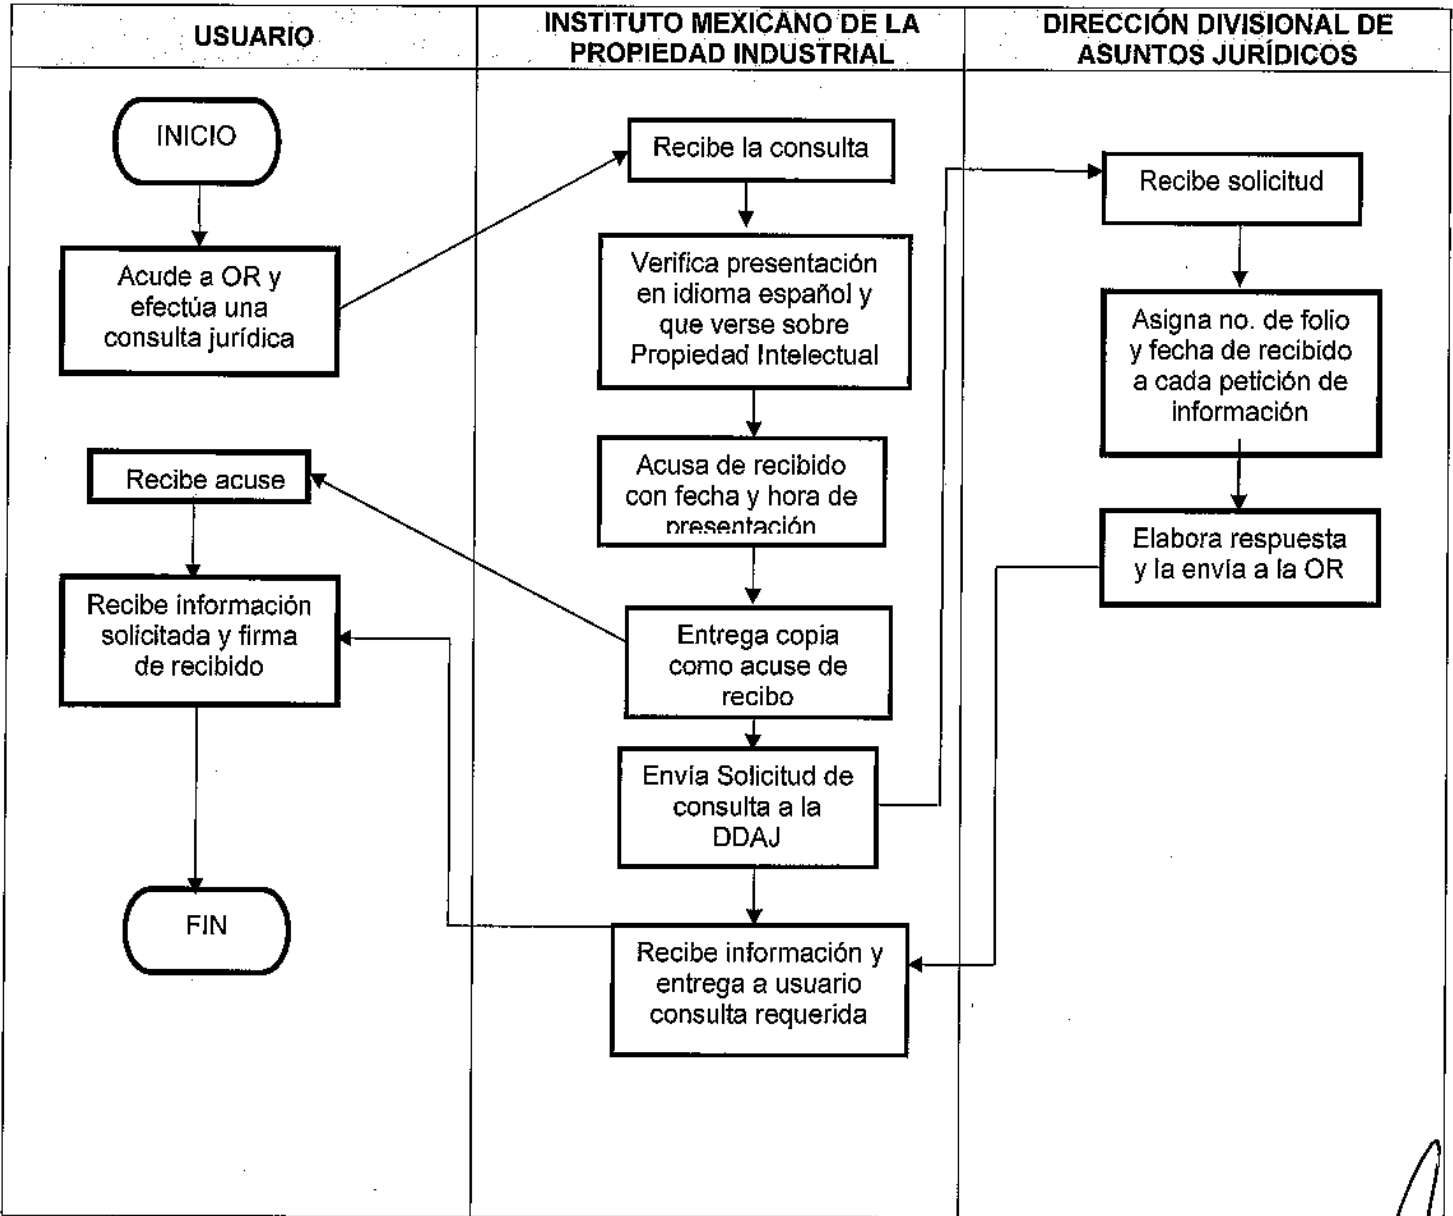 USUARIO
INSTITUTO MEXICANO DE LA
PROPIEDAD INDUSTRIAL
DIRECCIÓN DIVISIONAL DE
ASUNTOS JURÍDICOS
INICIO
Acude a OR y
efectúa una
consulta jurídica
Recibe la consulta
Verifica presentación
en idioma español y
que verse sobre
Propiedad Intelectual
Acusa de recibido
con fecha y hora de
presentación
Entrega copia
como acuse de
recibo
Recibe acuse
Envía Solicitud de
consulta a la
DDAJ
Recibe solicitud
Asigna no. de folio
y fecha de recibido
a cada petición de
información
Elabora respuesta
y la envía a la OR
Recibe información y
entrega a usuario
consulta requerida
Recibe información
solicitada y firma
de recibido
FIN